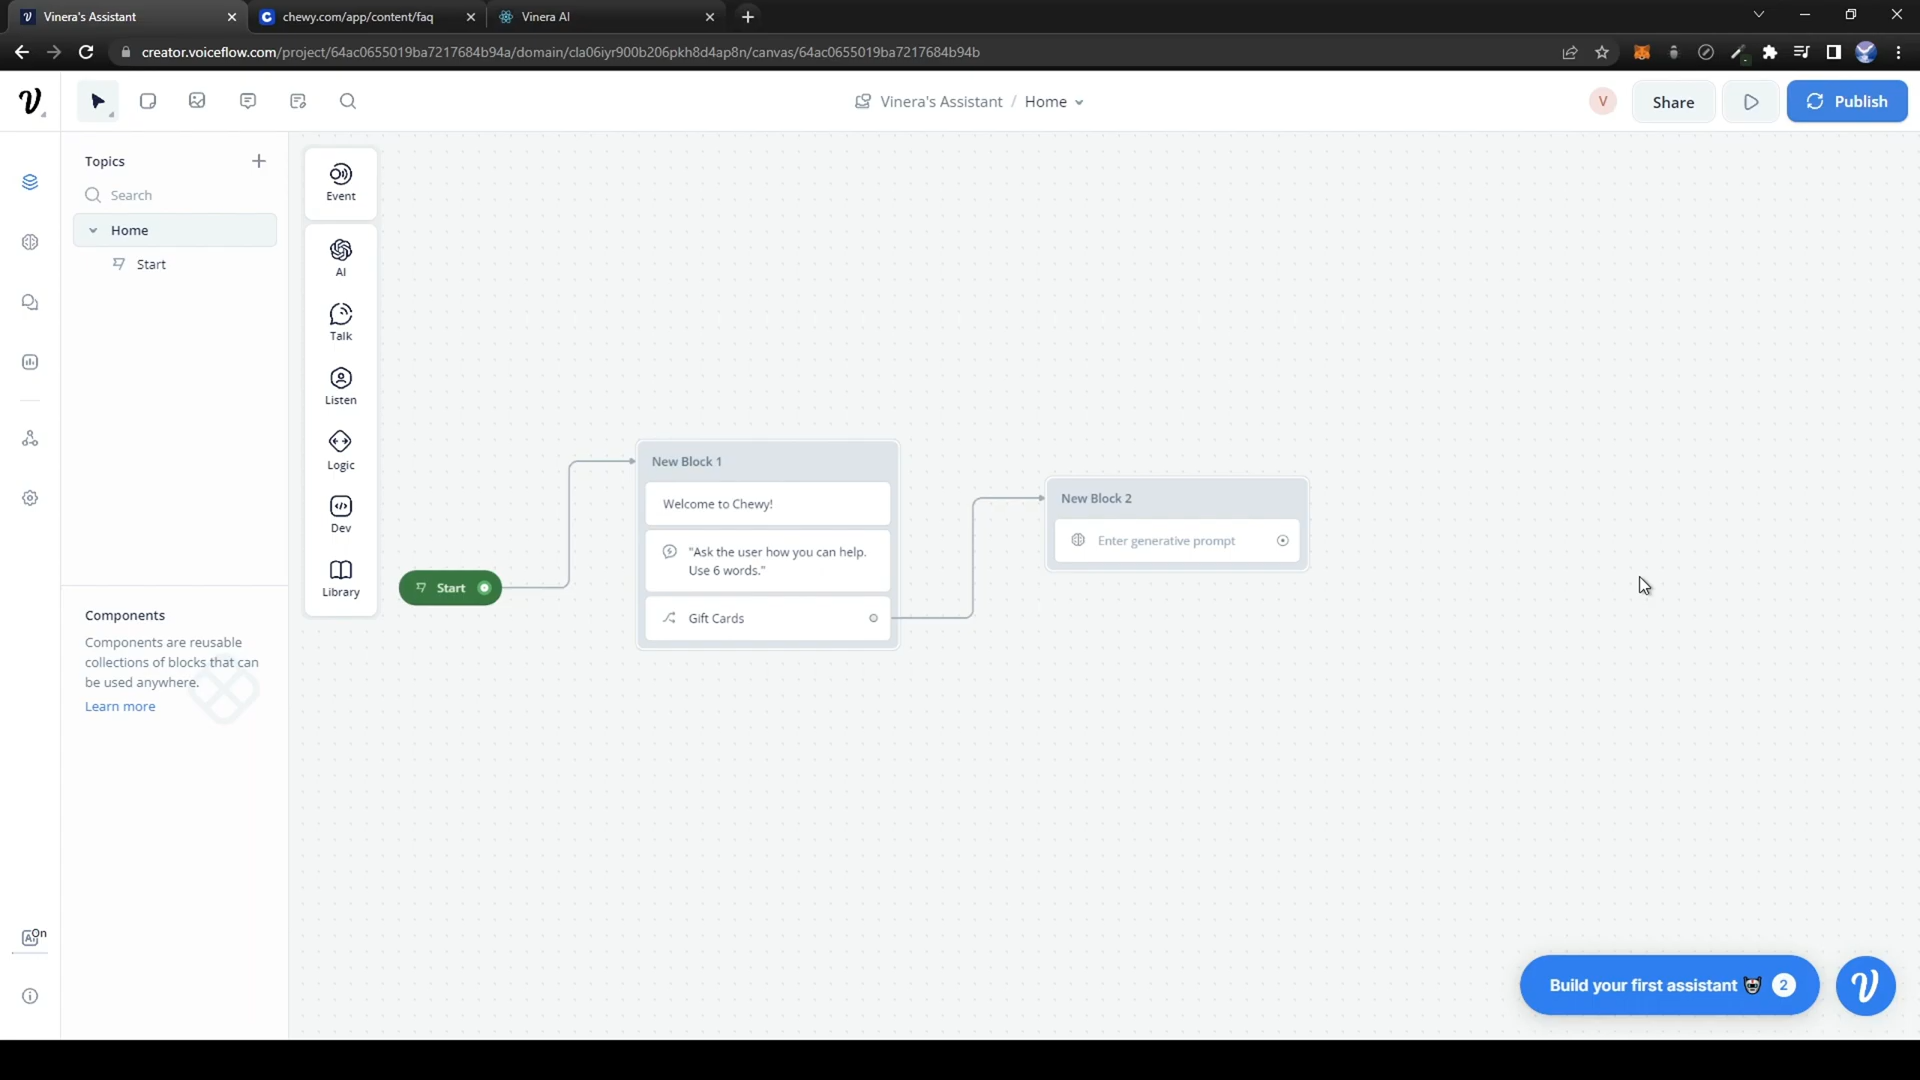 Vinera's Assistant
chewy.com/app/content/faq
Vinera AI
creator.voiceflow.com/project/64ac0655019ba7217684b94a/domain/cla06iyr900b206pkh8d4ap8n/canvas/64ac0655019ba7217684b94b
Vinera's Assistant / Home
V
Share
Publish
Topics
Search
Home
Start
Event
AI
Talk
Listen
Logic
Dev
Library
Start
New Block 1
Welcome to Chewy!
"Ask the user how you can help.
Use 6 words."
Gift Cards
New Block 2
Enter generative prompt
Components
Components are reusable
collections of blocks that can
be used anywhere.
Learn more
On
Build your first assistant
2